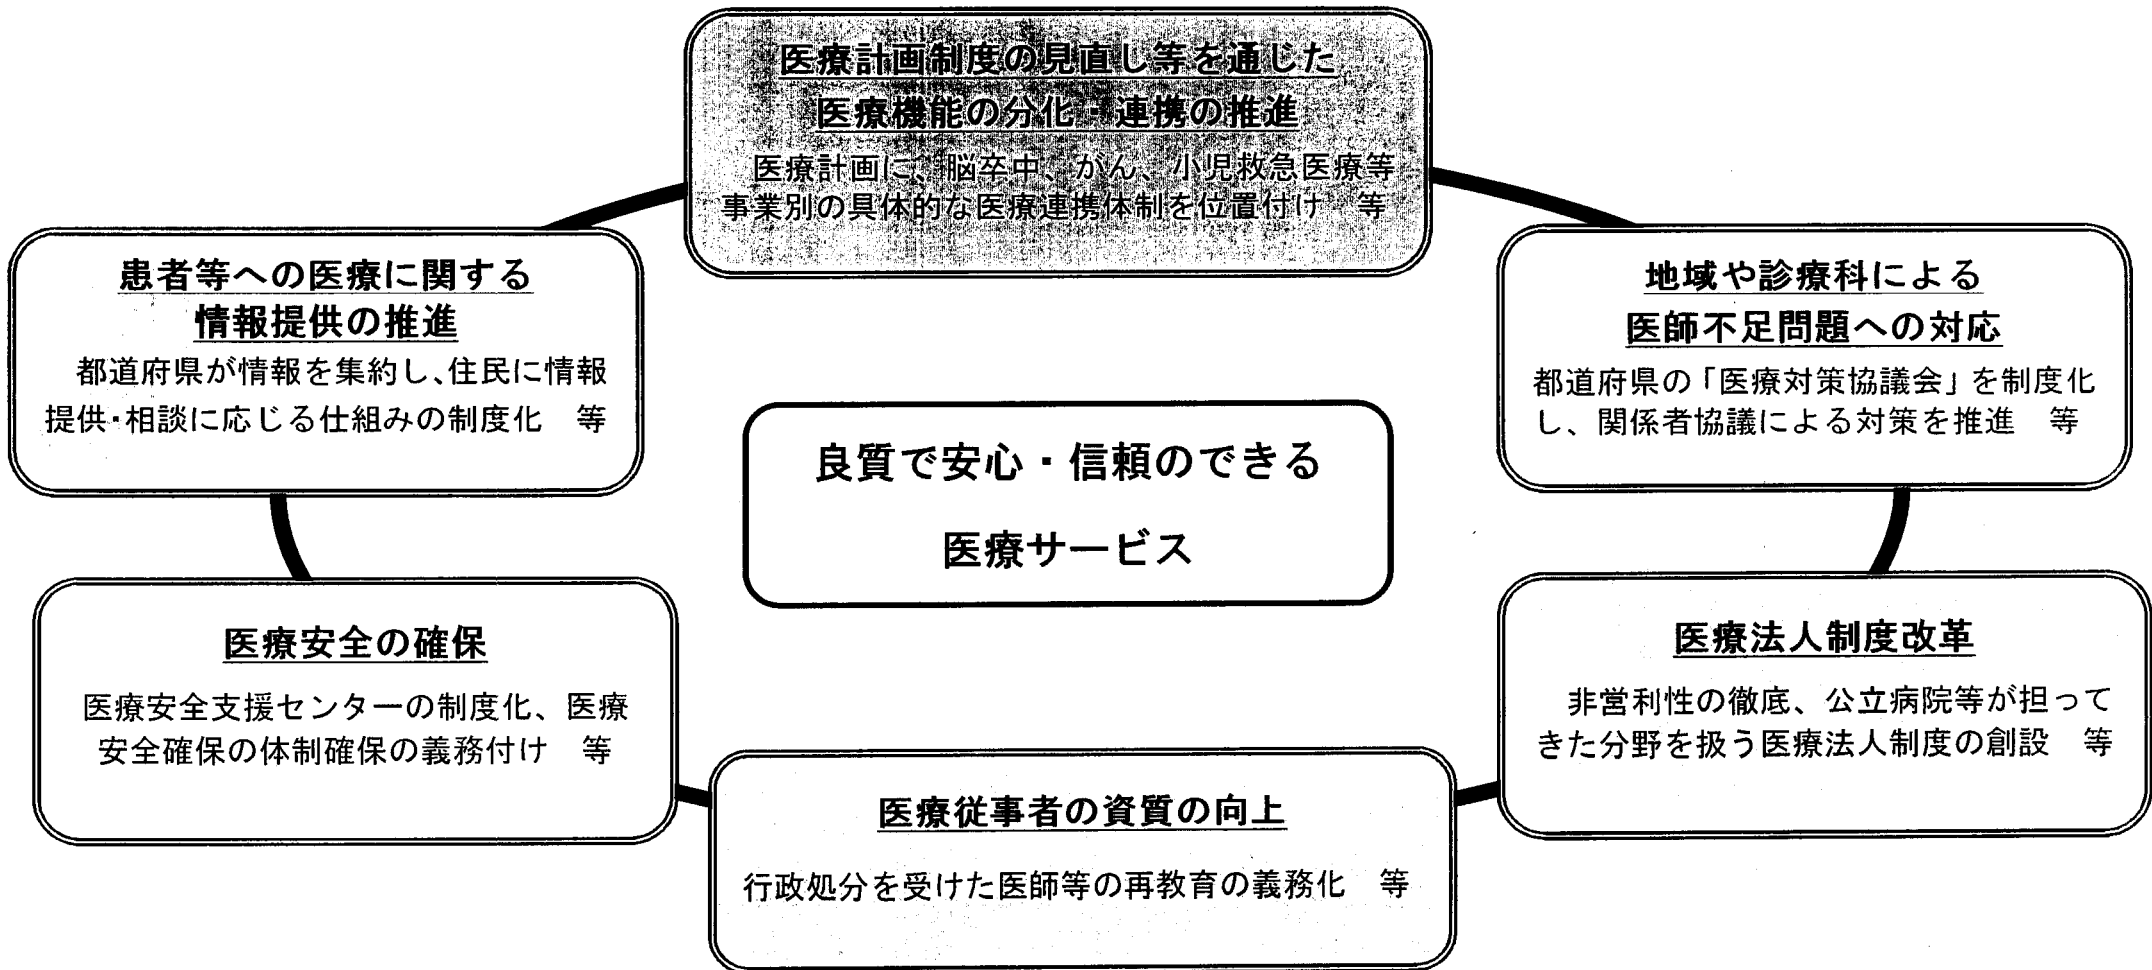 医療計画制度の見直し等を通じた
医療機能の分化・連携の推進
医療計画に、脳卒中、がん、小児救急医療等
事業別の具体的な医療連携体制を位置付け　等
患者等への医療に関する
情報提供の推進
都道府県が情報を集約し、住民に情報
提供・相談に応じる仕組みの制度化　等
地域や診療科による
医師不足問題への対応
都道府県の「医療対策協議会」を制度化
し、関係者協議による対策を推進　等
良質で安心・信頼のできる
医療サービス
医療安全の確保
医療安全支援センターの制度化、医療
安全確保の体制確保の義務付け　等
医療法人制度改革
非営利性の徹底、公立病院等が担って
きた分野を扱う医療法人制度の創設　等
医療従事者の資質の向上
行政処分を受けた医師等の再教育の義務化　等